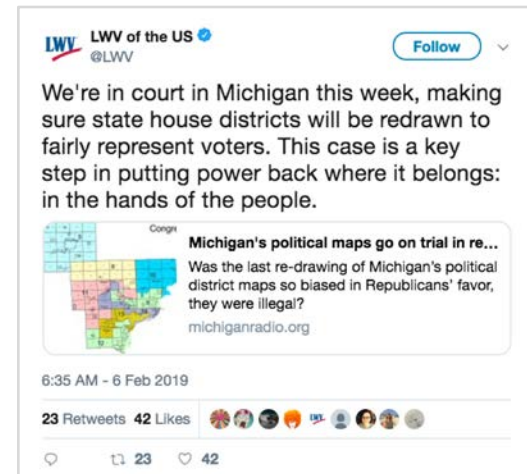 LWV
LWV of the US
@LWV
Follow
We're in court in Michigan this week, making
sure state house districts will be redrawn to
fairly represent voters. This case is a key
step in putting power back where it belongs:
in the hands of the people.
Congre
Michigan's political maps go on trial in re...
Was the last re-drawing of Michigan's political
district maps so biased in Republicans' favor,
they were illegal?
michiganradio.org
6:35 AM - 6 Feb 2019
23 Retweets 42 Likes
23 42